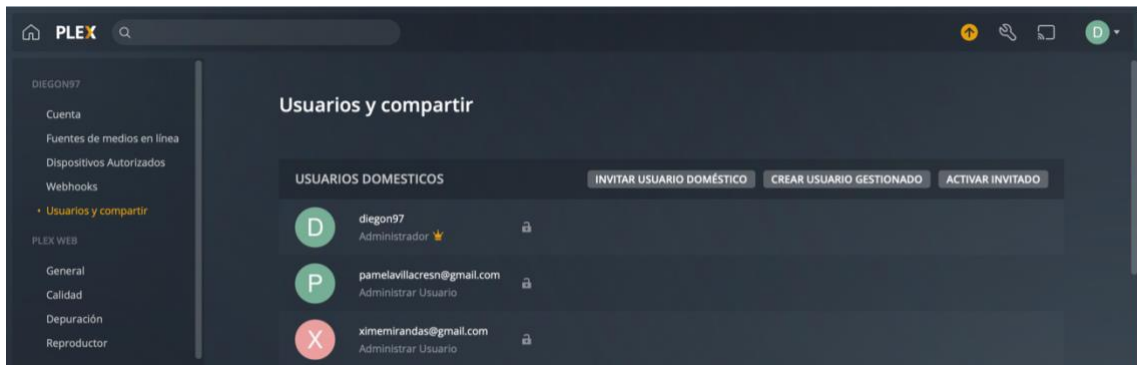 PLEX
D
DIEGON97
Cuenta
Fuentes de medios en línea
Dispositivos Autorizados
Webhooks
Usuarios y compartir
PLEX WEB
General
Calidad
Depuración
Reproductor
Usuarios y compartir
USUARIOS DOMESTICOS
INVITAR USUARIO DOMÉSTICO
CREAR USUARIO GESTIONADO
ACTIVAR INVITADO
D
diegon97
Administrador
P
pamelavillacresn@gmail.com
Administrar Usuario
X
ximemirandas@gmail.com
Administrar Usuario